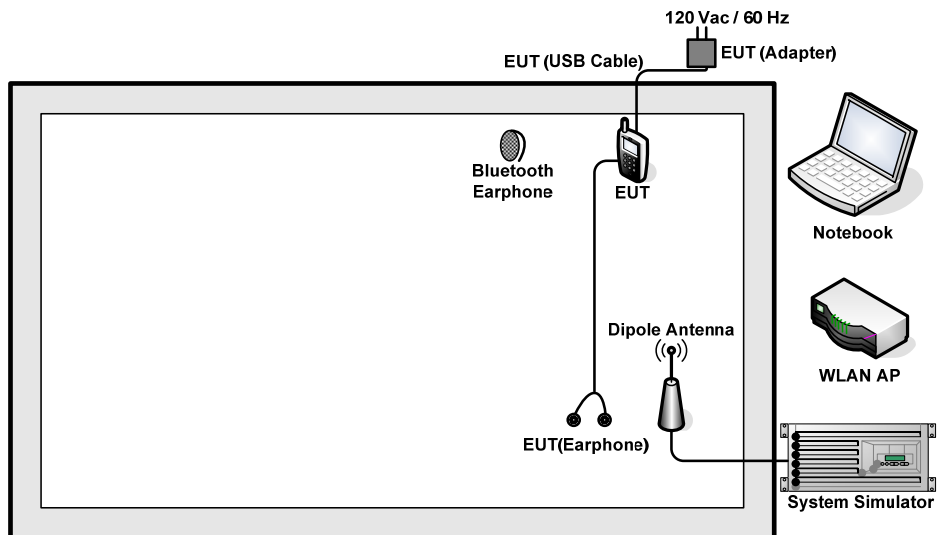 120 Vac / 60 Hz
EUT (USB Cable)
EUT (Adapter)
Bluetooth
Earphone
EUT
Notebook
Dipole Antenna
WLAN AP
EUT(Earphone)
System Simulator